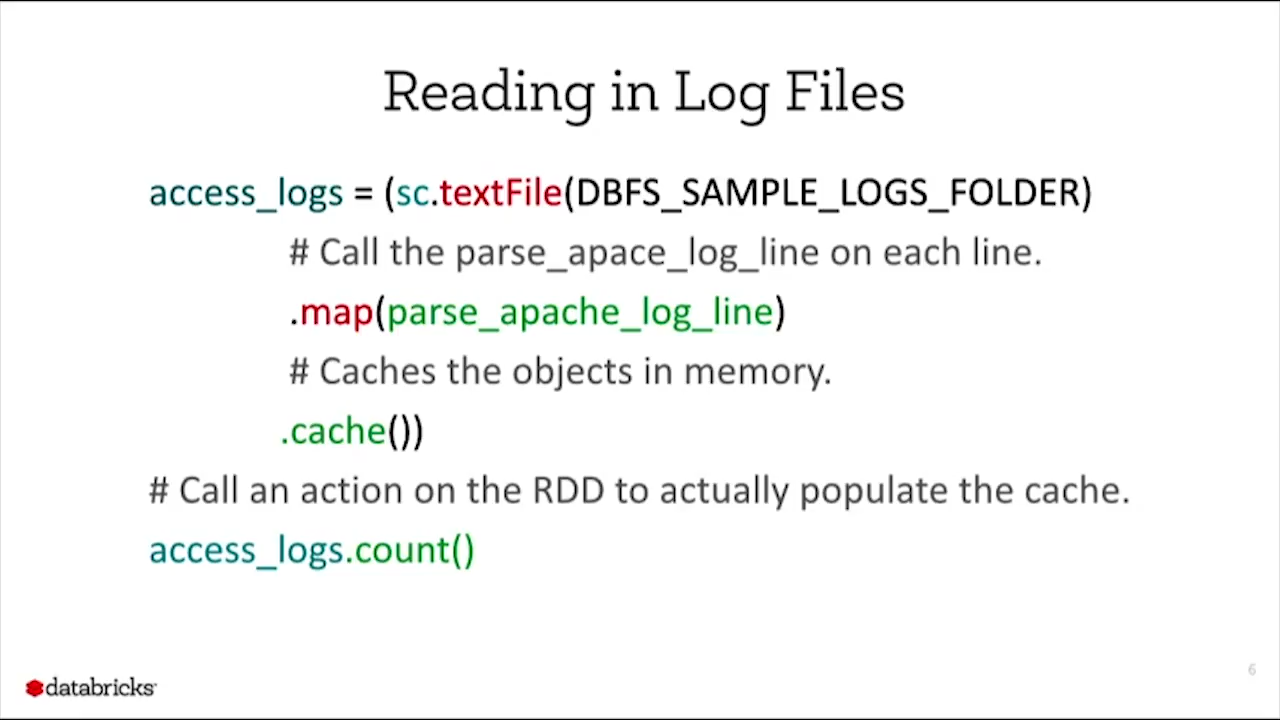 Reading in Log Files
access_logs = (sc.textFile(DBFS_SAMPLE_LOGS_FOLDER)
# Call the parse_apace_log_line on each line.
.map(parse_apache_log_line)
# Caches the objects in memory.
.cache())
# Call an action on the RDD to actually populate the cache.
access_logs.count()
databricks
6